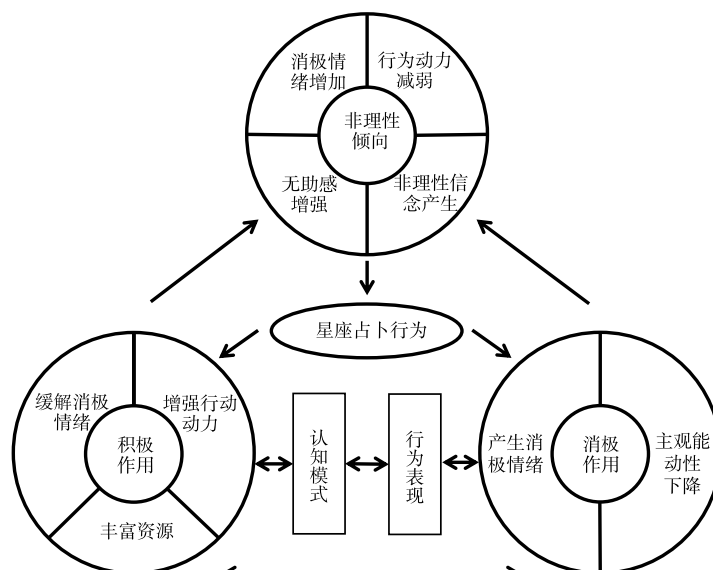 消极情
绪增加
行为动力
减弱
非理性
倾向
无助感
增强
非理性信
念产生
星座占卜行为
缓解消极
情绪
增强行动
动力
积极
作用
丰富资源
认知模式
行为表现
产生消
极情绪
消极
作用
主观能
动性
下降